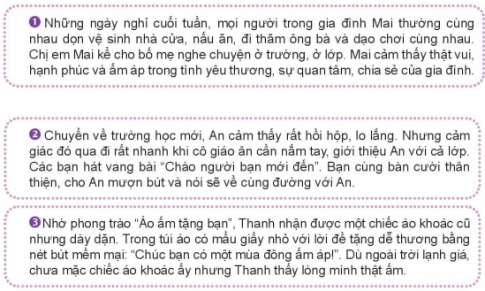 ❶ Những ngày nghỉ cuối tuần, mọi người trong gia đình Mai thường cùng
nhau dọn vệ sinh nhà cửa, nấu ăn, đi thăm ông bà và dạo chơi cùng nhau.
Chị em Mai kể cho bố mẹ nghe chuyện ở trường, ở lớp. Mai cảm thấy thật vui,
hạnh phúc và ấm áp trong tình yêu thương, sự quan tâm, chia sẻ của gia đình.
❷ Chuyển về trường học mới, An cảm thấy rất hồi hộp, lo lắng. Nhưng cảm
giác đó qua đi rất nhanh khi cô giáo ân cần nắm tay, giới thiệu An với cả lớp.
Các bạn hát vang bài “Chào người bạn mới đến”. Bạn cùng bàn cười thân
thiện, cho An mượn bút và nói sẽ về cùng đường với An.
❸ Nhờ phong trào “Áo ấm tặng bạn”, Thanh nhận được một chiếc áo khoác cũ
nhưng dày dặn. Trong túi áo có mẩu giấy nhỏ với lời đề tặng dễ thương bằng
nét bút mềm mại: “Chúc bạn có một mùa đông ấm áp!”. Dù ngoài trời lạnh giá,
chưa mặc chiếc áo khoác ấy nhưng Thanh thấy lòng mình thật ấm.